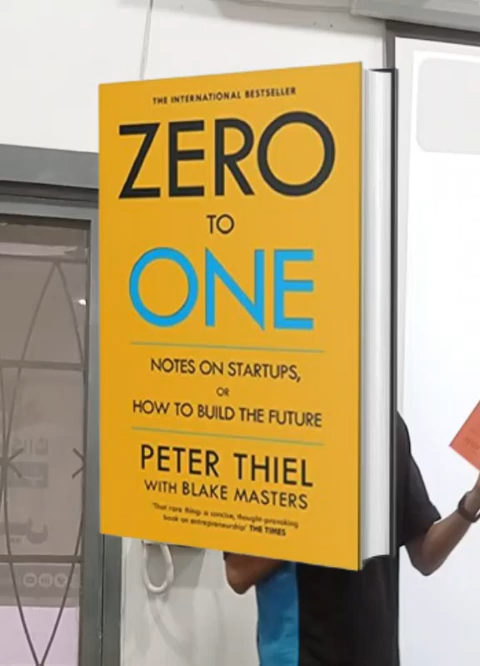 THE INTERNATIONAL BESTSELLER
ZERO
TO
ONE
NOTES ON STARTUPS,
OR
HOW TO BUILD THE FUTURE
PETER THIEL
WITH BLAKE MASTERS
'That rare thing: a concise, thought-provoking
book on entrepreneurship' THE TIMES